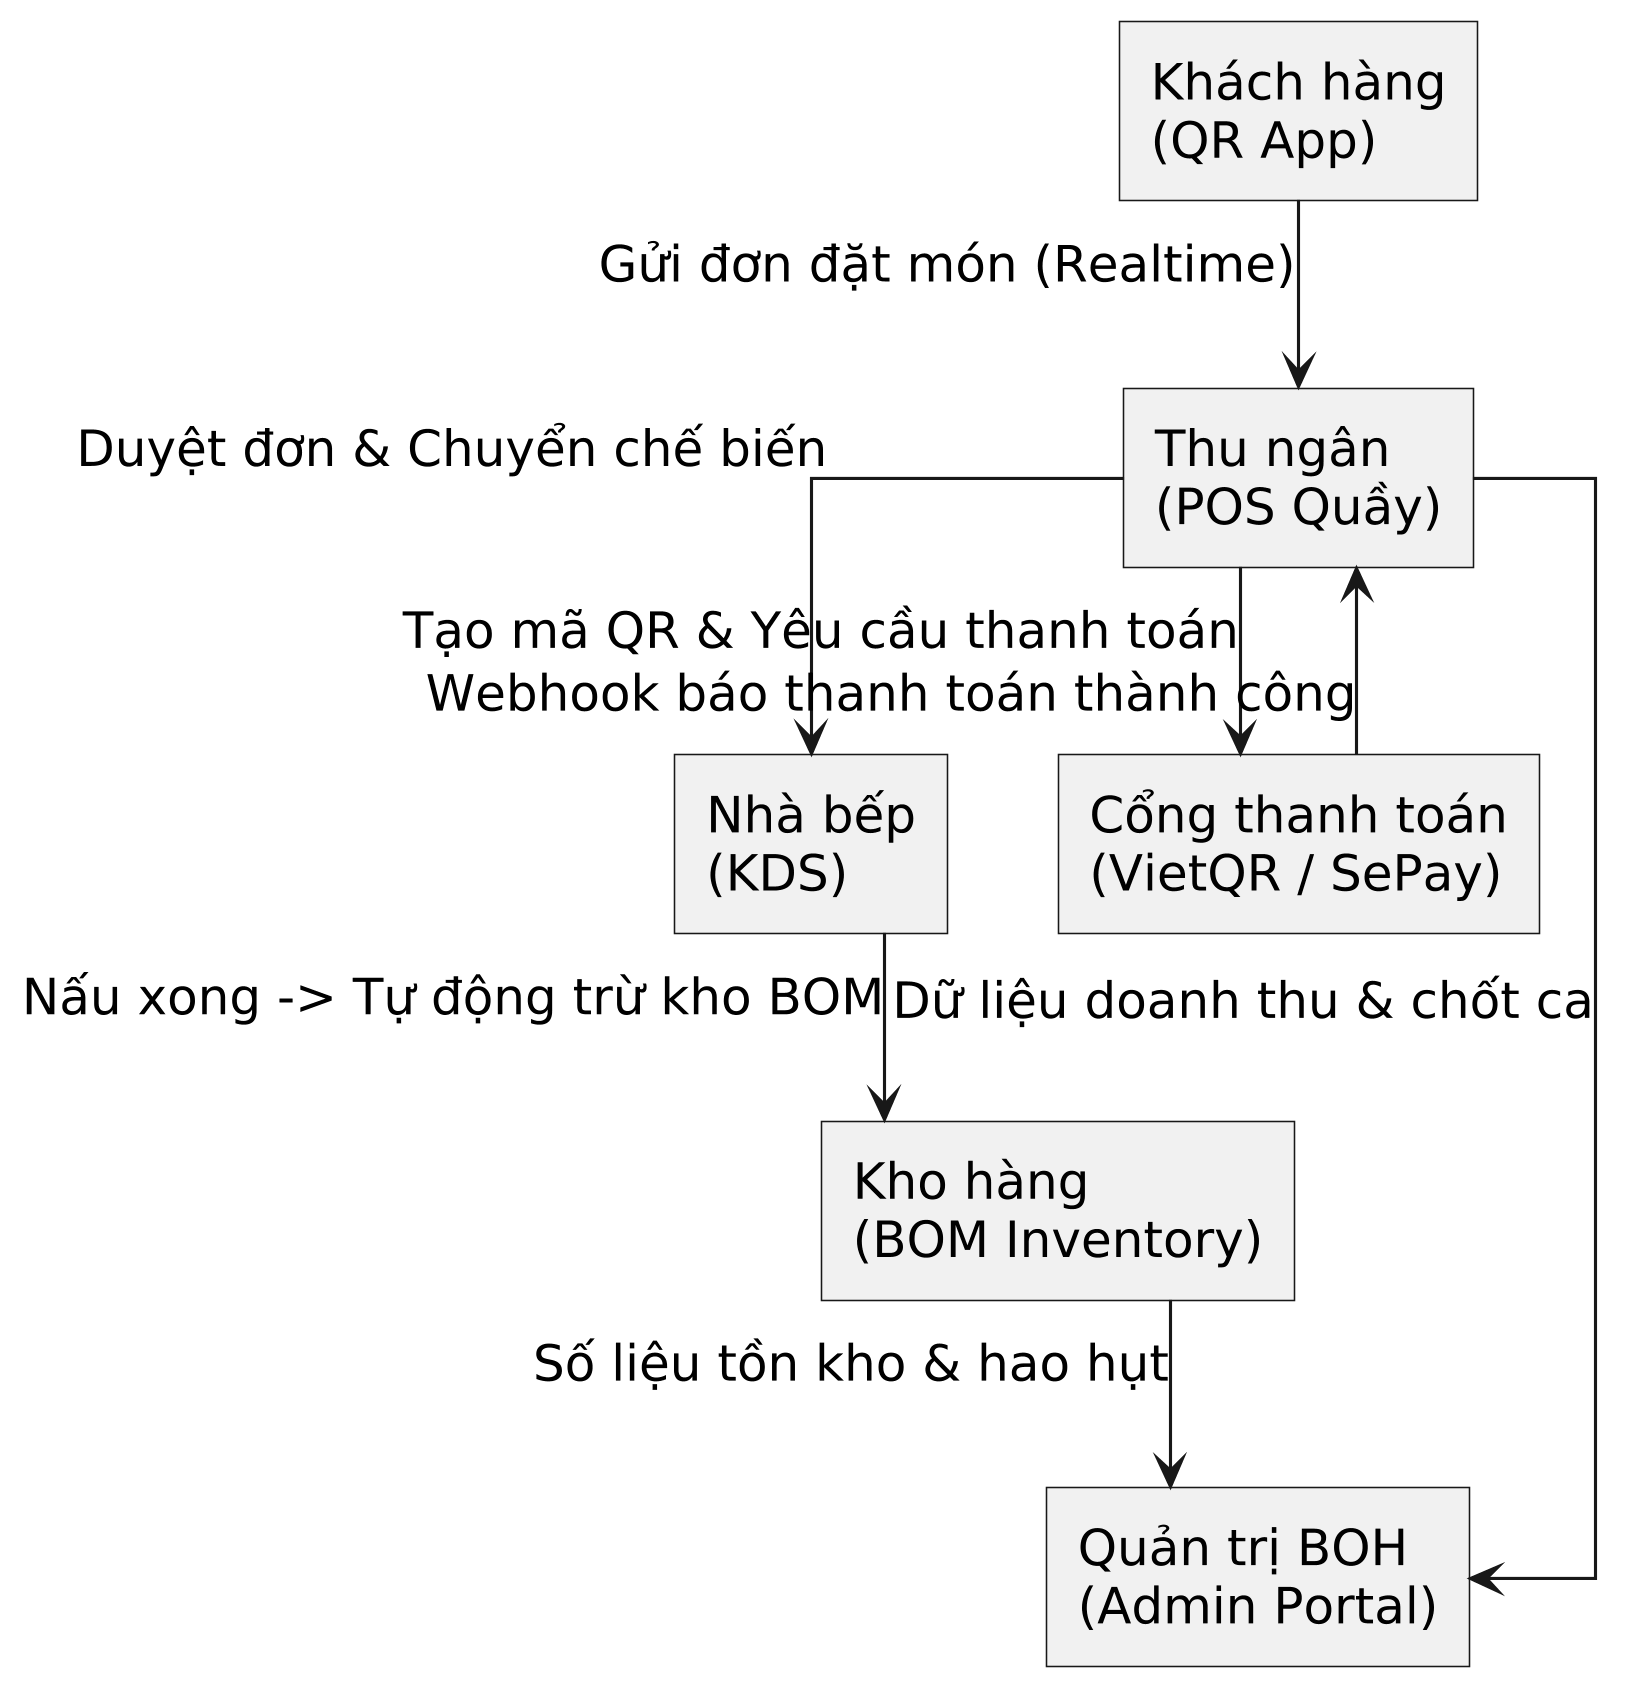 Khách hàng
(QR App)
Gửi đơn đặt món (Realtime)
Duyệt đơn & Chuyển chế biến
Thu ngân
(POS Quầy)
Tạo mã QR & Yêu cầu thanh toán
Webhook báo thanh toán thành công
Nhà bếp
(KDS)
Cổng thanh toán
(VietQR / SePay)
Nấu xong -> Tự động trừ kho BOM
Dữ liệu doanh thu & chốt ca
Kho hàng
(BOM Inventory)
Số liệu tồn kho & hao hụt
Quản trị BOH
(Admin Portal)